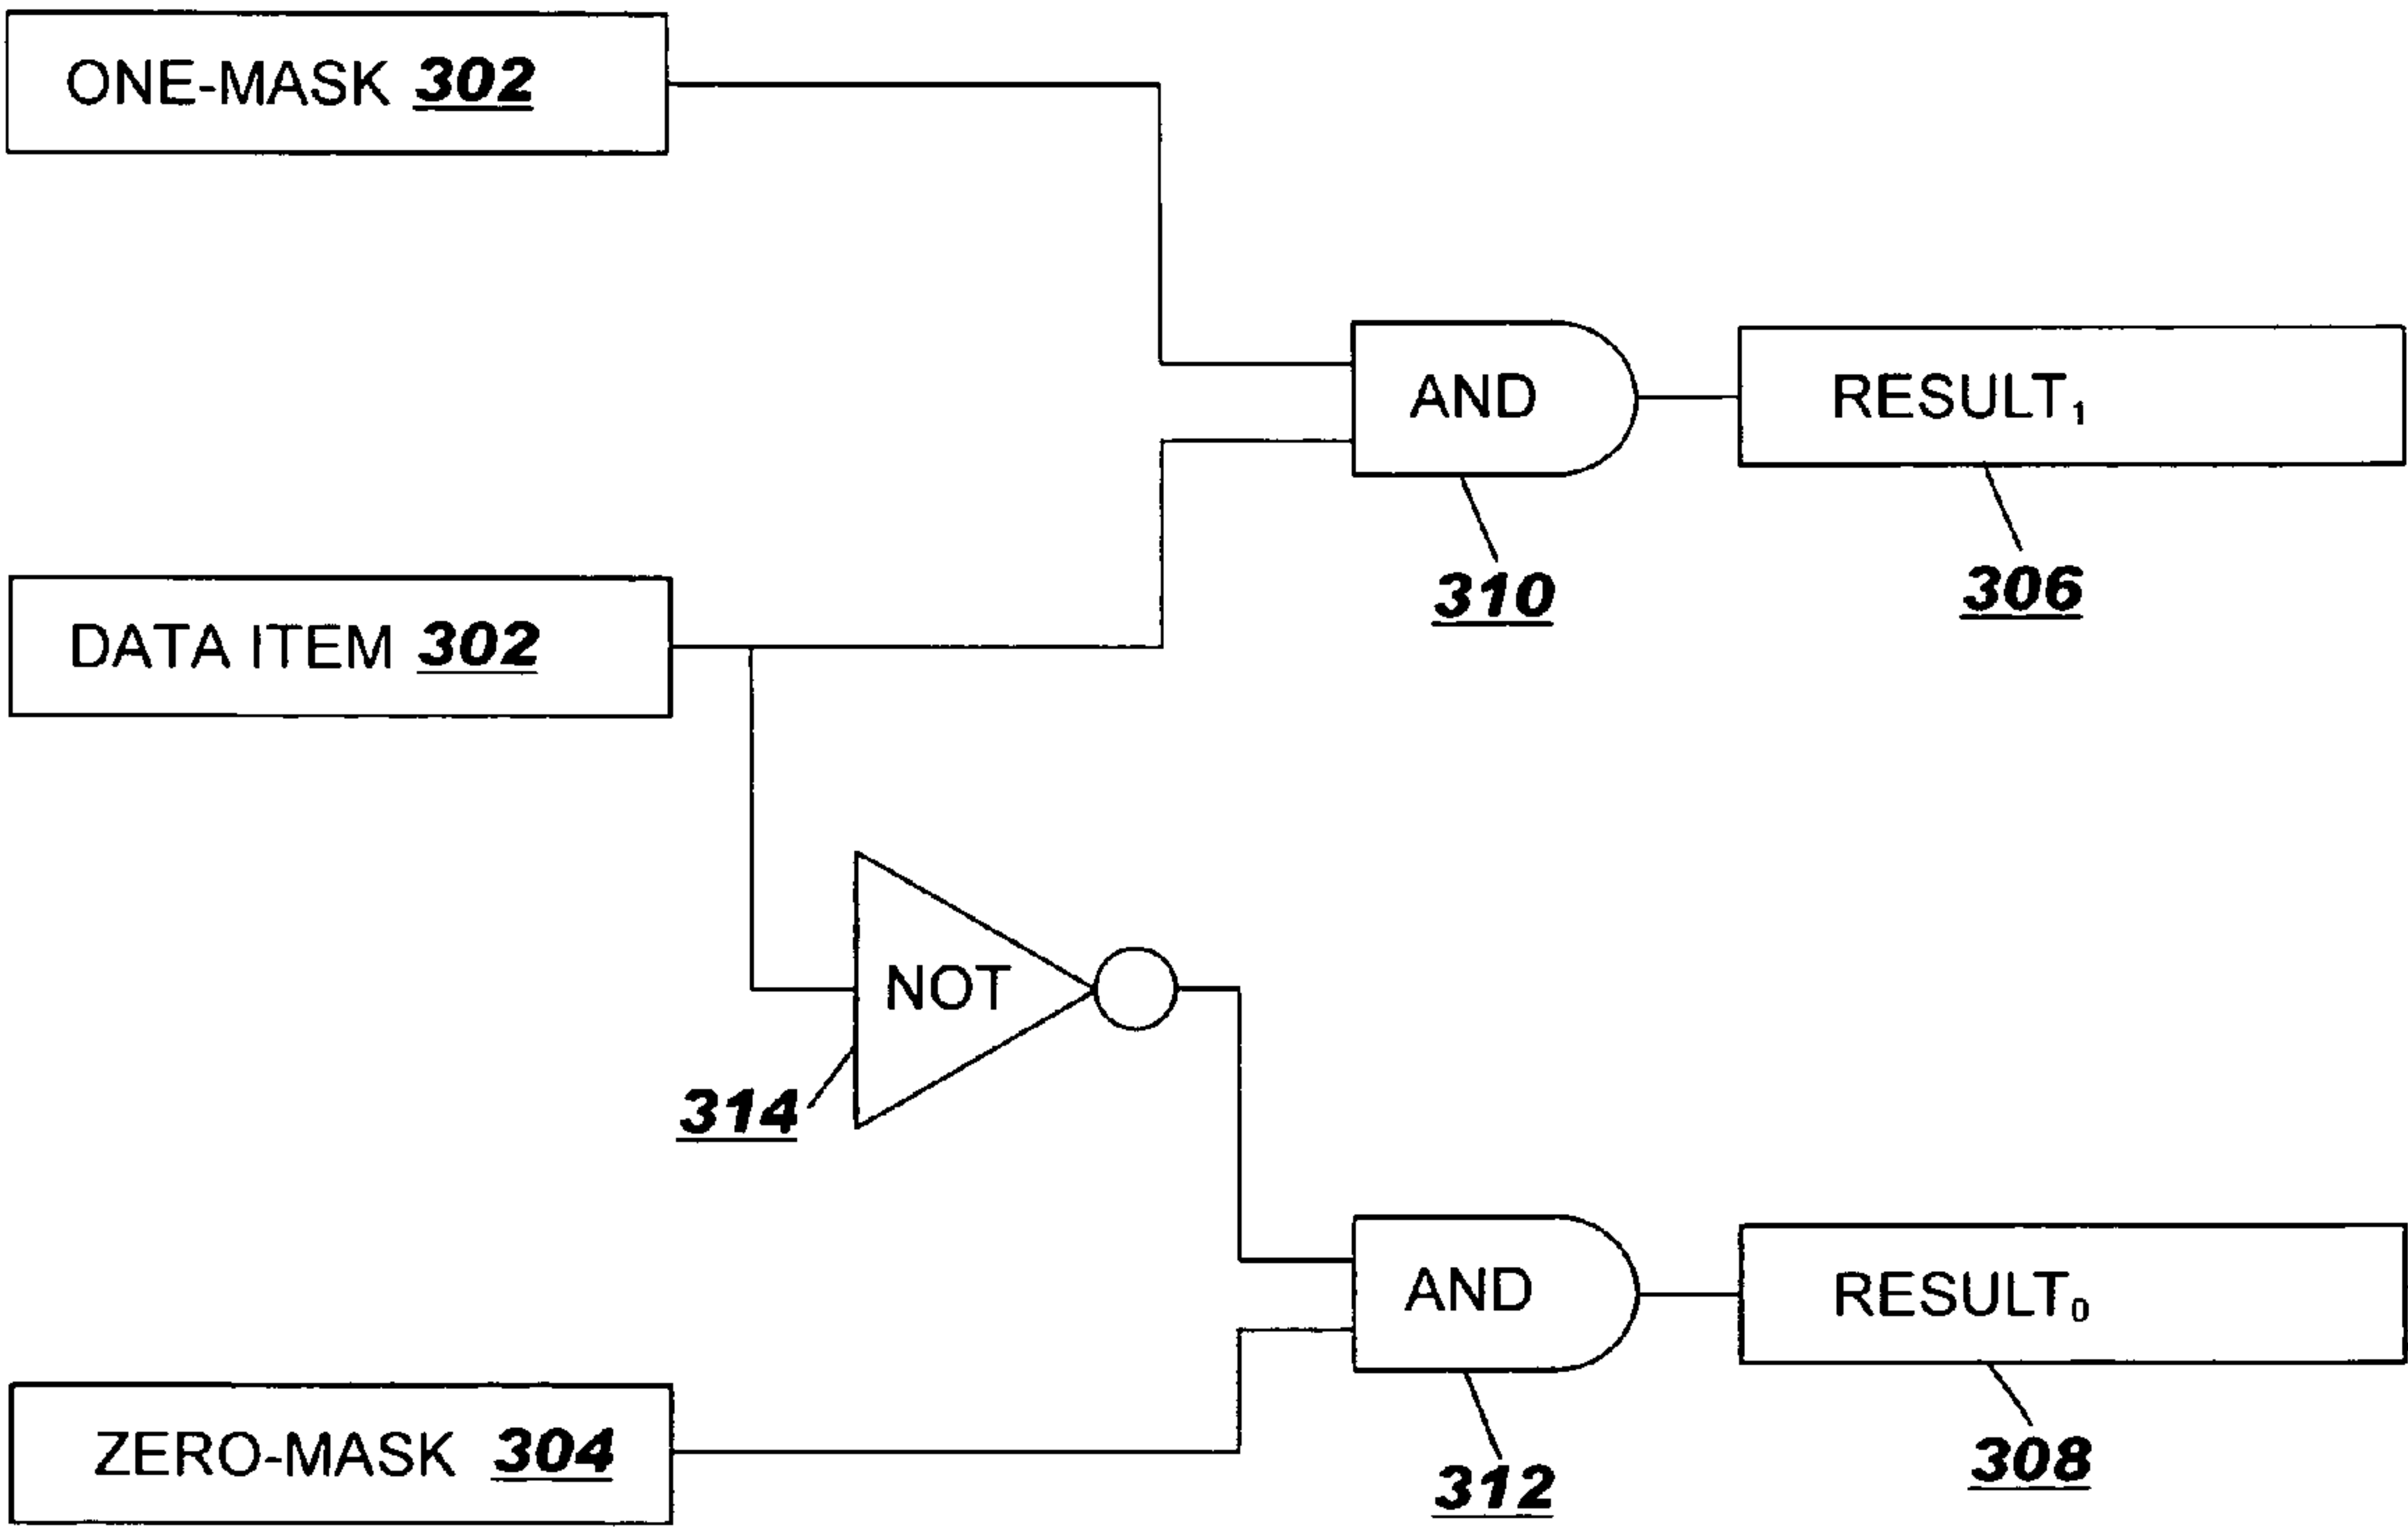 ONE-MASK 302
AND
RESULT₁
310
306
DATA ITEM 302
NOT
314
AND
RESULT₀
ZERO-MASK 304
312
308